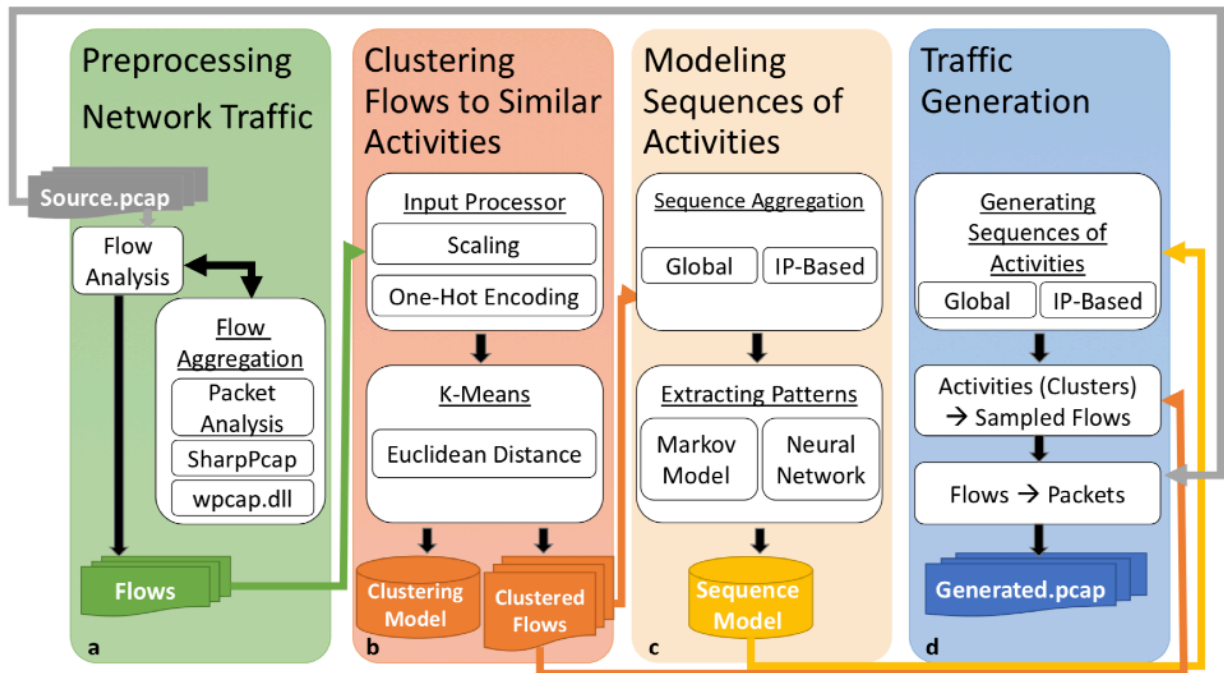 Preprocessing
Network Traffic
Source.pcap
Flow
Analysis
Flow
Aggregation
Packet
Analysis
SharpPcap
wpcap.dll
Flows
a
Clustering
Flows to Similar
Activities
Input Processor
Scaling
One-Hot Encoding
K-Means
Euclidean Distance
Clustering
Model
Clustered
Flows
b
Modeling
Sequences of
Activities
Sequence Aggregation
Global
IP-Based
Extracting Patterns
Markov
Model
Neural
Network
Sequence
Model
c
Traffic
Generation
Generating
Sequences of
Activities
Global
IP-Based
Activities (Clusters)
→ Sampled Flows
Flows → Packets
Generated.pcap
d